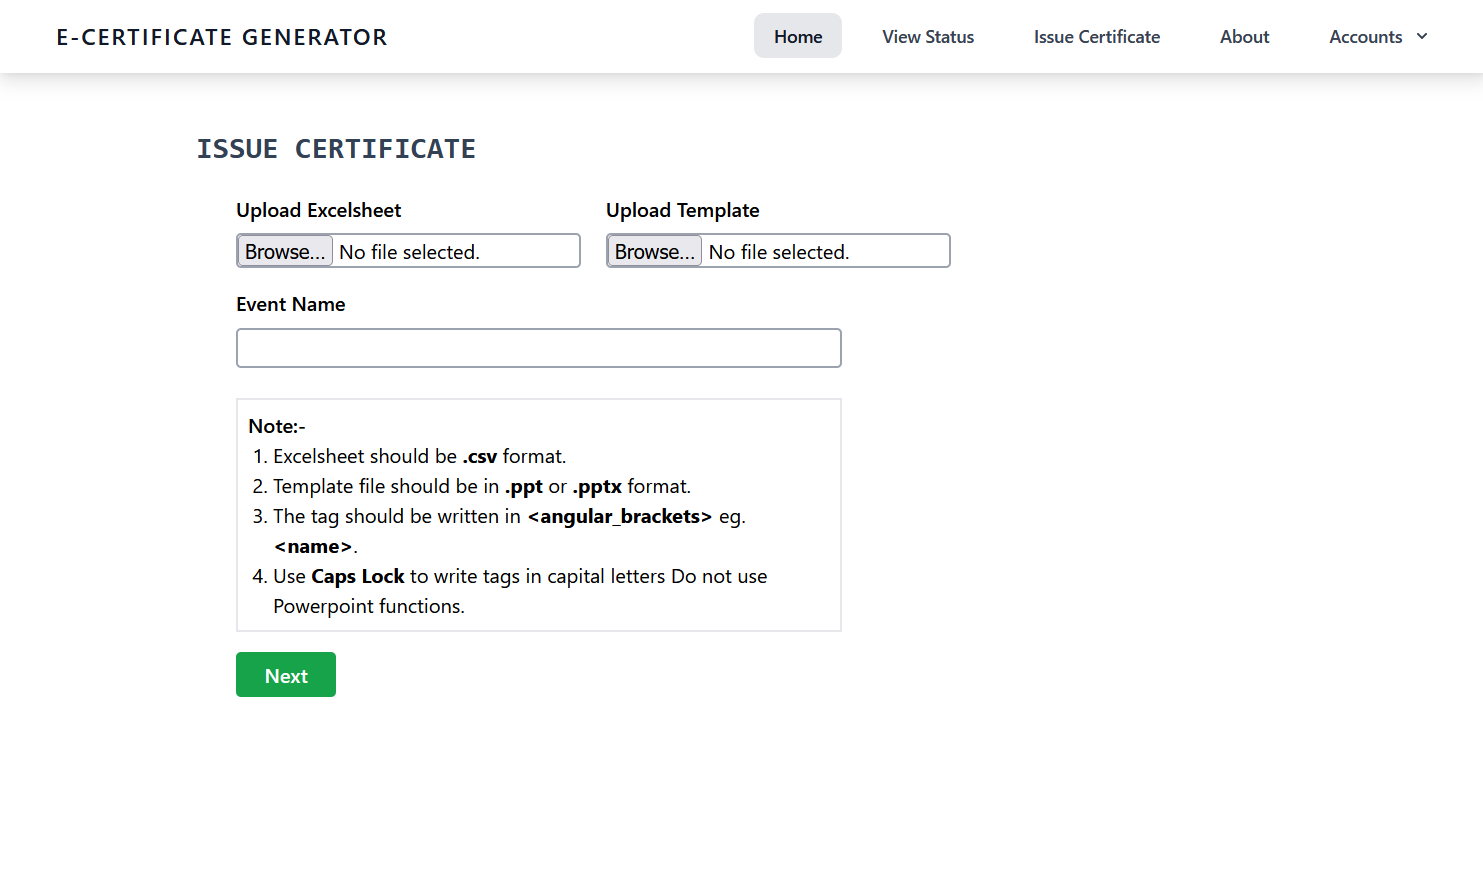 E-CERTIFICATE GENERATOR
Home
View Status
Issue Certificate
About
Accounts
ISSUE CERTIFICATE
Upload Excelsheet
Upload Template
Browse... No file selected.
Browse... No file selected.
Event Name
Note:-
1. Excelsheet should be .csv format.
2. Template file should be in .ppt or .pptx format.
3. The tag should be written in <angular_brackets> eg.
<name>.
4. Use Caps Lock to write tags in capital letters Do not use
Powerpoint functions.
Next